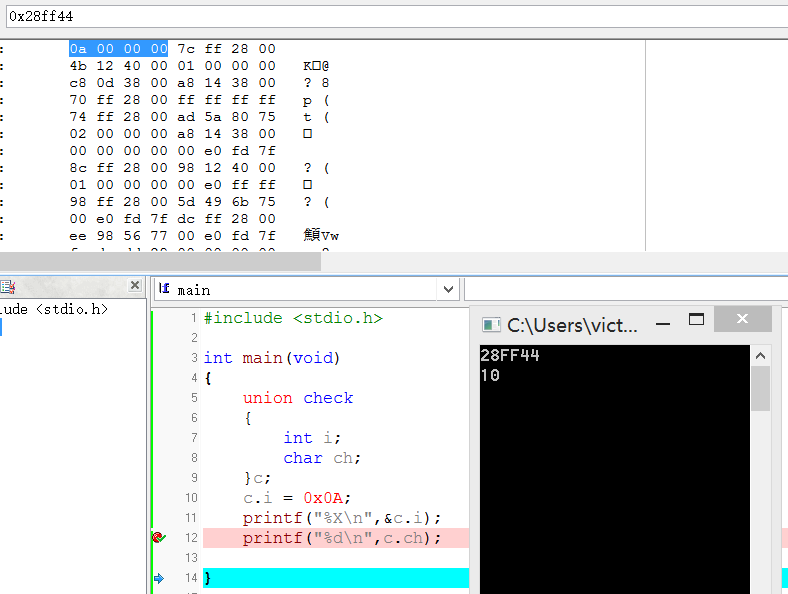 0x28ff44
: 0a 00 00 00 7c ff 28 00
: 4b 12 40 00 01 00 00 00 K□@
: c8 0d 38 00 a8 14 38 00 ? 8
: 70 ff 28 00 ff ff ff ff p (
: 74 ff 28 00 ad 5a 80 75 t (
: 02 00 00 00 a8 14 38 00 □
: 00 00 00 00 00 e0 fd 7f
: 8c ff 28 00 98 12 40 00 ? (
: 01 00 00 00 00 e0 ff ff □
: 98 ff 28 00 5d 49 6b 75 ? (
: 00 e0 fd 7f dc ff 28 00
: ee 98 56 77 00 e0 fd 7f Vw
lude <stdio.h>
main
1 #include <stdio.h>
2
3 int main(void)
4 {
5 union check
6 {
7 int i;
8 char ch;
9 }c;
10 c.i = 0x0A;
11 printf("%X\n",&c.i);
12 printf("%d\n",c.ch);
13
14 }
C:\Users\vict...
28FF44
10